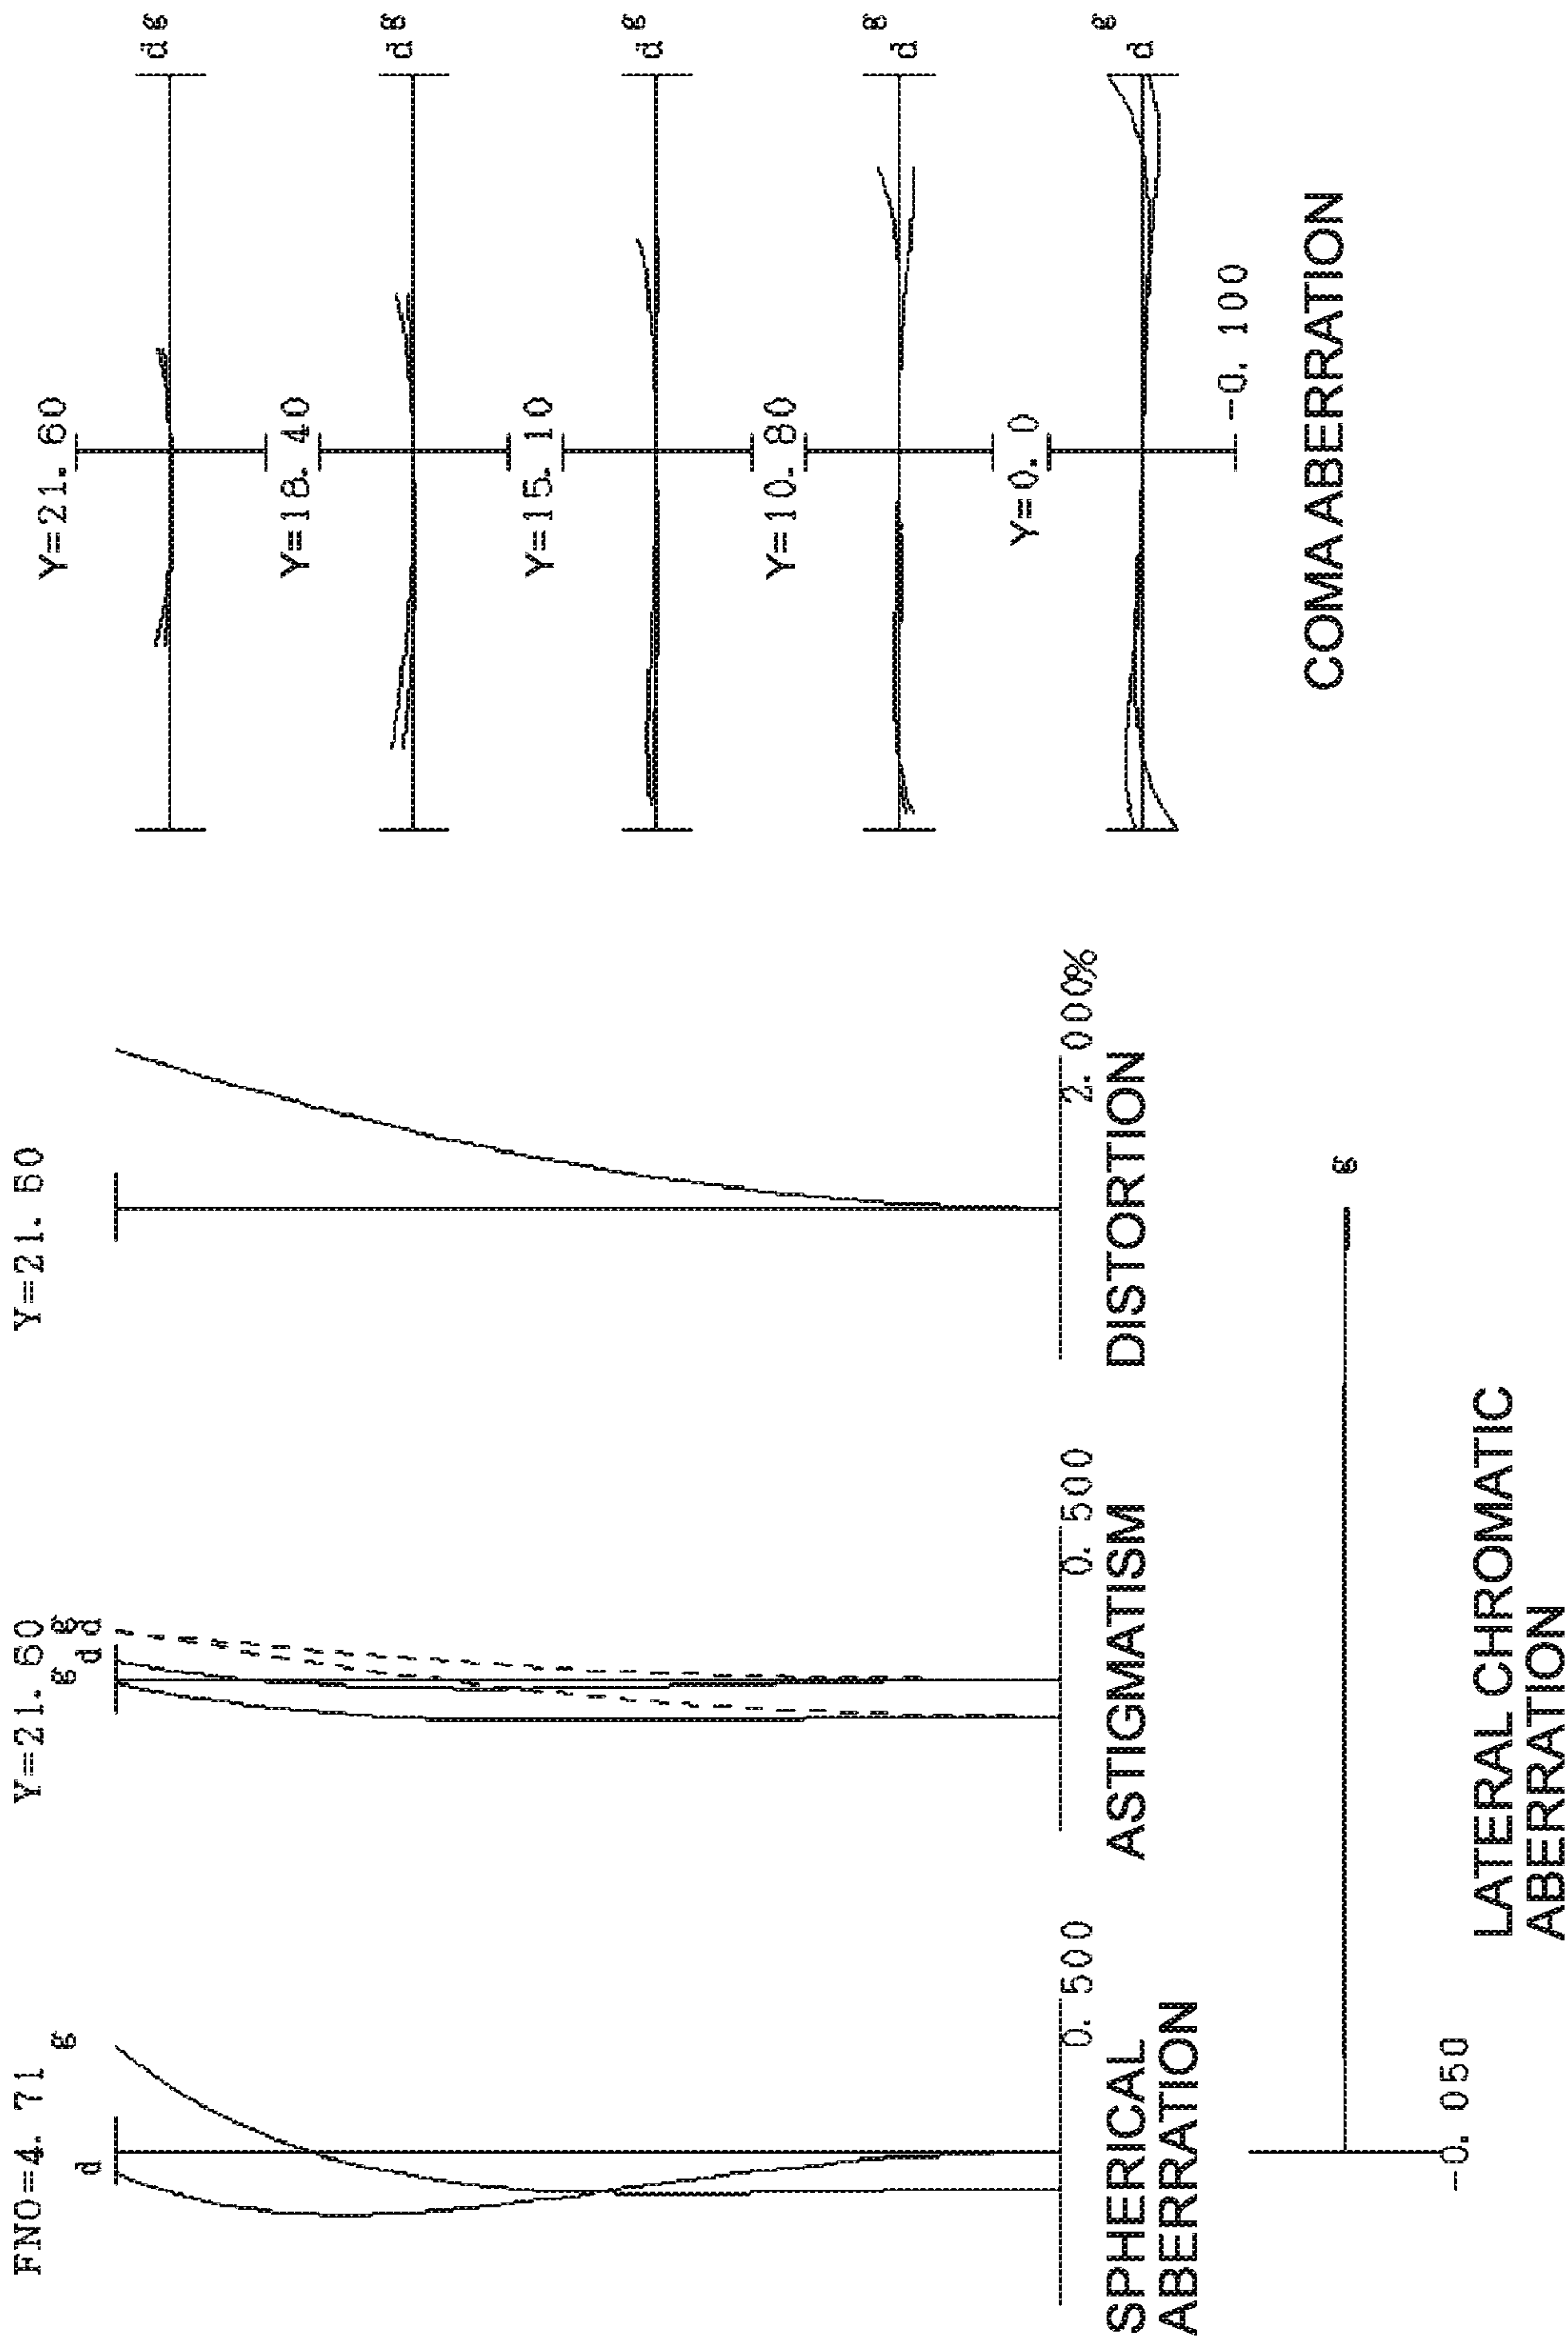 FNO=4. 71
d g
0. 500
SPHERICAL
ABERRATION
Y=21. 60
g d g
d
0. 500
ASTIGMATISM
Y=21. 60
2. 000%
DISTORTION
g
-0. 050
LATERAL CHROMATIC
ABERRATION
Y=21. 60
d g
Y=18. 40
d g
Y=15. 10
d g
Y=10. 80
d g
Y=0. 0
d g
-0. 100
COMA ABERRATION